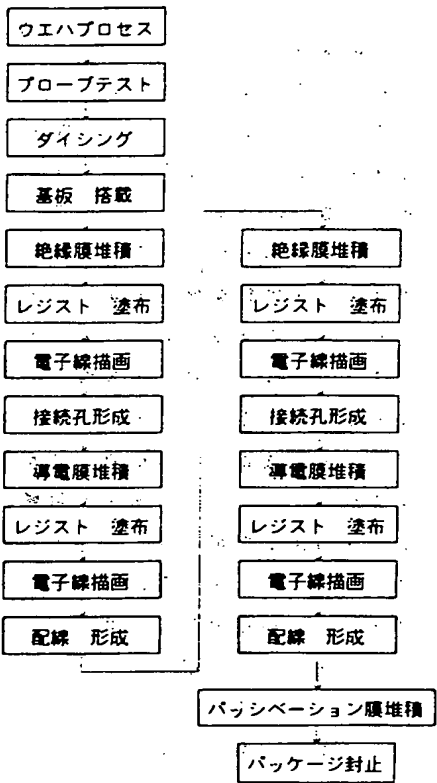 ウエハプロセス
プローブテスト
ダイシング
基板 搭載
絶縁膜堆積
レジスト 塗布
電子線描画
接続孔形成
導電膜堆積
レジスト 塗布
電子線描画
配線 形成
絶縁膜堆積
レジスト 塗布
電子線描画
接続孔形成
導電膜堆積
レジスト 塗布
電子線描画
配線 形成
パッシベーション膜堆積
パッケージ封止